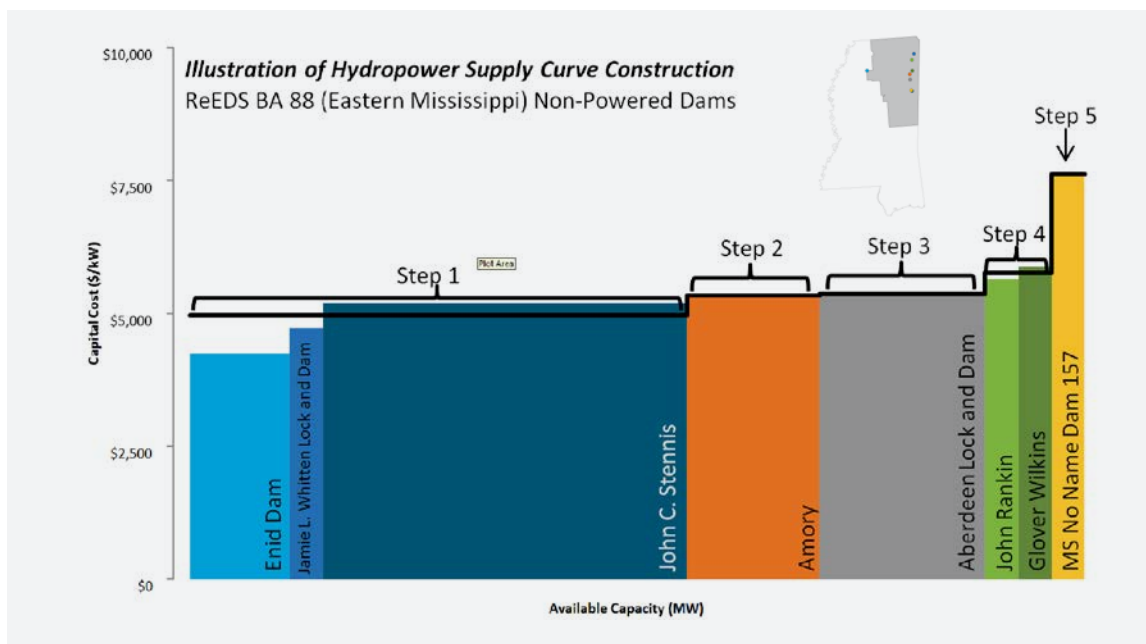 Illustration of Hydropower Supply Curve Construction
ReEDS BA 88 (Eastern Mississippi) Non-Powered Dams
$10,000
$7,500
$5,000
$2,500
$0
Capital Cost ($/kW)
Step 1
Plot Area
Step 2
Step 3
Step 4
Step 5
Enid Dam
Jamie L. Whitten Lock and Dam
John C. Stennis
Amory
Aberdeen Lock and Dam
John Rankin
Glover Wilkins
MS No Name Dam 157
Available Capacity (MW)